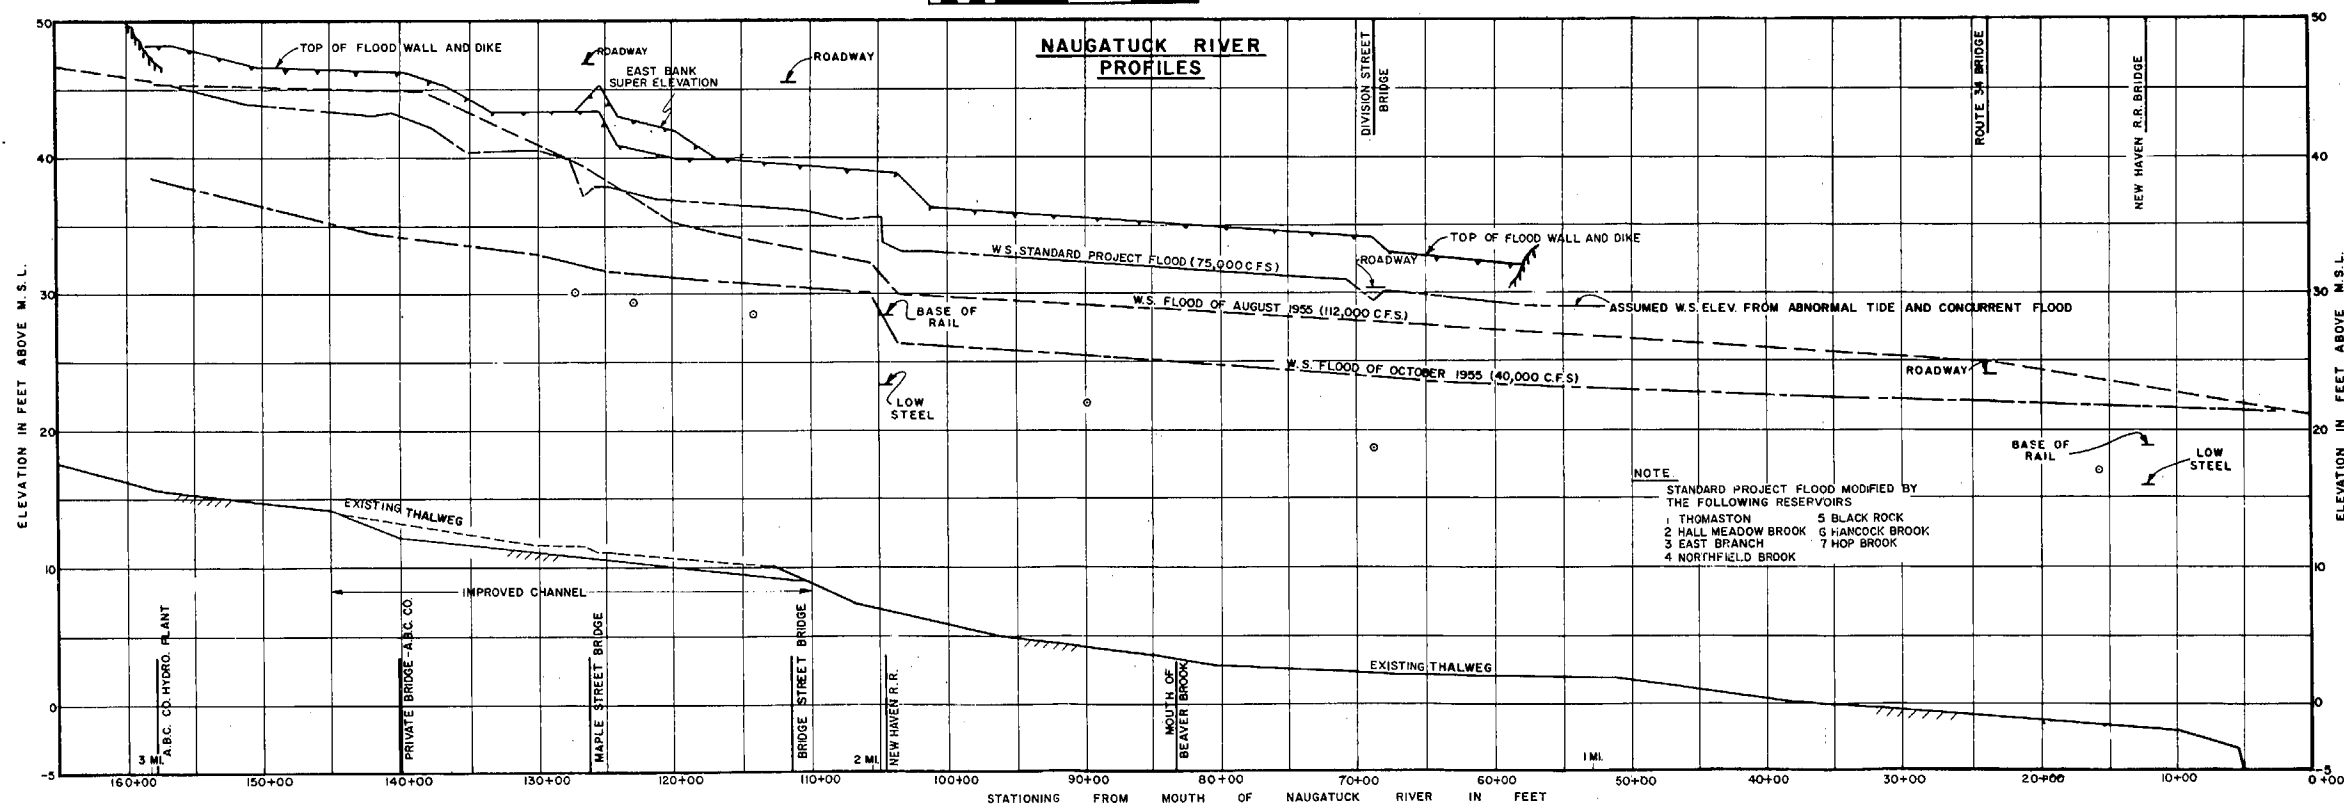 NAUGATUCK RIVER
PROFILES
50
40
30
20
10
0
-5
ELEVATION IN FEET ABOVE M.S.L.
TOP OF FLOOD WALL AND DIKE
ROADWAY
EAST BANK
SUPER ELEVATION
ROADWAY
DIVISION STREET
BRIDGE
ROUTE 34 BRIDGE
NEW HAVEN R.R. BRIDGE
50
40
30
20
10
0
-5
ELEVATION IN FEET ABOVE M.S.L.
TOP OF FLOOD WALL AND DIKE
W.S. STANDARD PROJECT FLOOD (75,000 CFS)
ROADWAY
W.S. FLOOD OF AUGUST 1955 (112,000 C.F.S.)
ASSUMED W.S. ELEV. FROM ABNORMAL TIDE AND CONCURRENT FLOOD
BASE OF
RAIL
W.S. FLOOD OF OCTOBER 1955 (40,000 C.F.S)
ROADWAY
LOW
STEEL
BASE OF
RAIL
LOW
STEEL
NOTE
STANDARD PROJECT FLOOD MODIFIED BY
THE FOLLOWING RESERVOIRS
1 THOMASTON 5 BLACK ROCK
2 HALL MEADOW BROOK 6 HANCOCK BROOK
3 EAST BRANCH 7 HOP BROOK
4 NORTHFIELD BROOK
EXISTING THALWEG
IMPROVED CHANNEL
EXISTING THALWEG
A.B.C. CO. HYDRO. PLANT
PRIVATE BRIDGE-A.B.C. CO.
MAPLE STREET BRIDGE
BRIDGE STREET BRIDGE
NEW HAVEN R.R.
MOUTH OF
BEAVER BROOK
3 MI. 2 MI. 1 MI.
160+00 150+00 140+00 130+00 120+00 110+00 100+00 90+00 80+00 70+00 60+00 50+00 40+00 30+00 20+00 10+00 0+00
STATIONING FROM MOUTH OF NAUGATUCK RIVER IN FEET